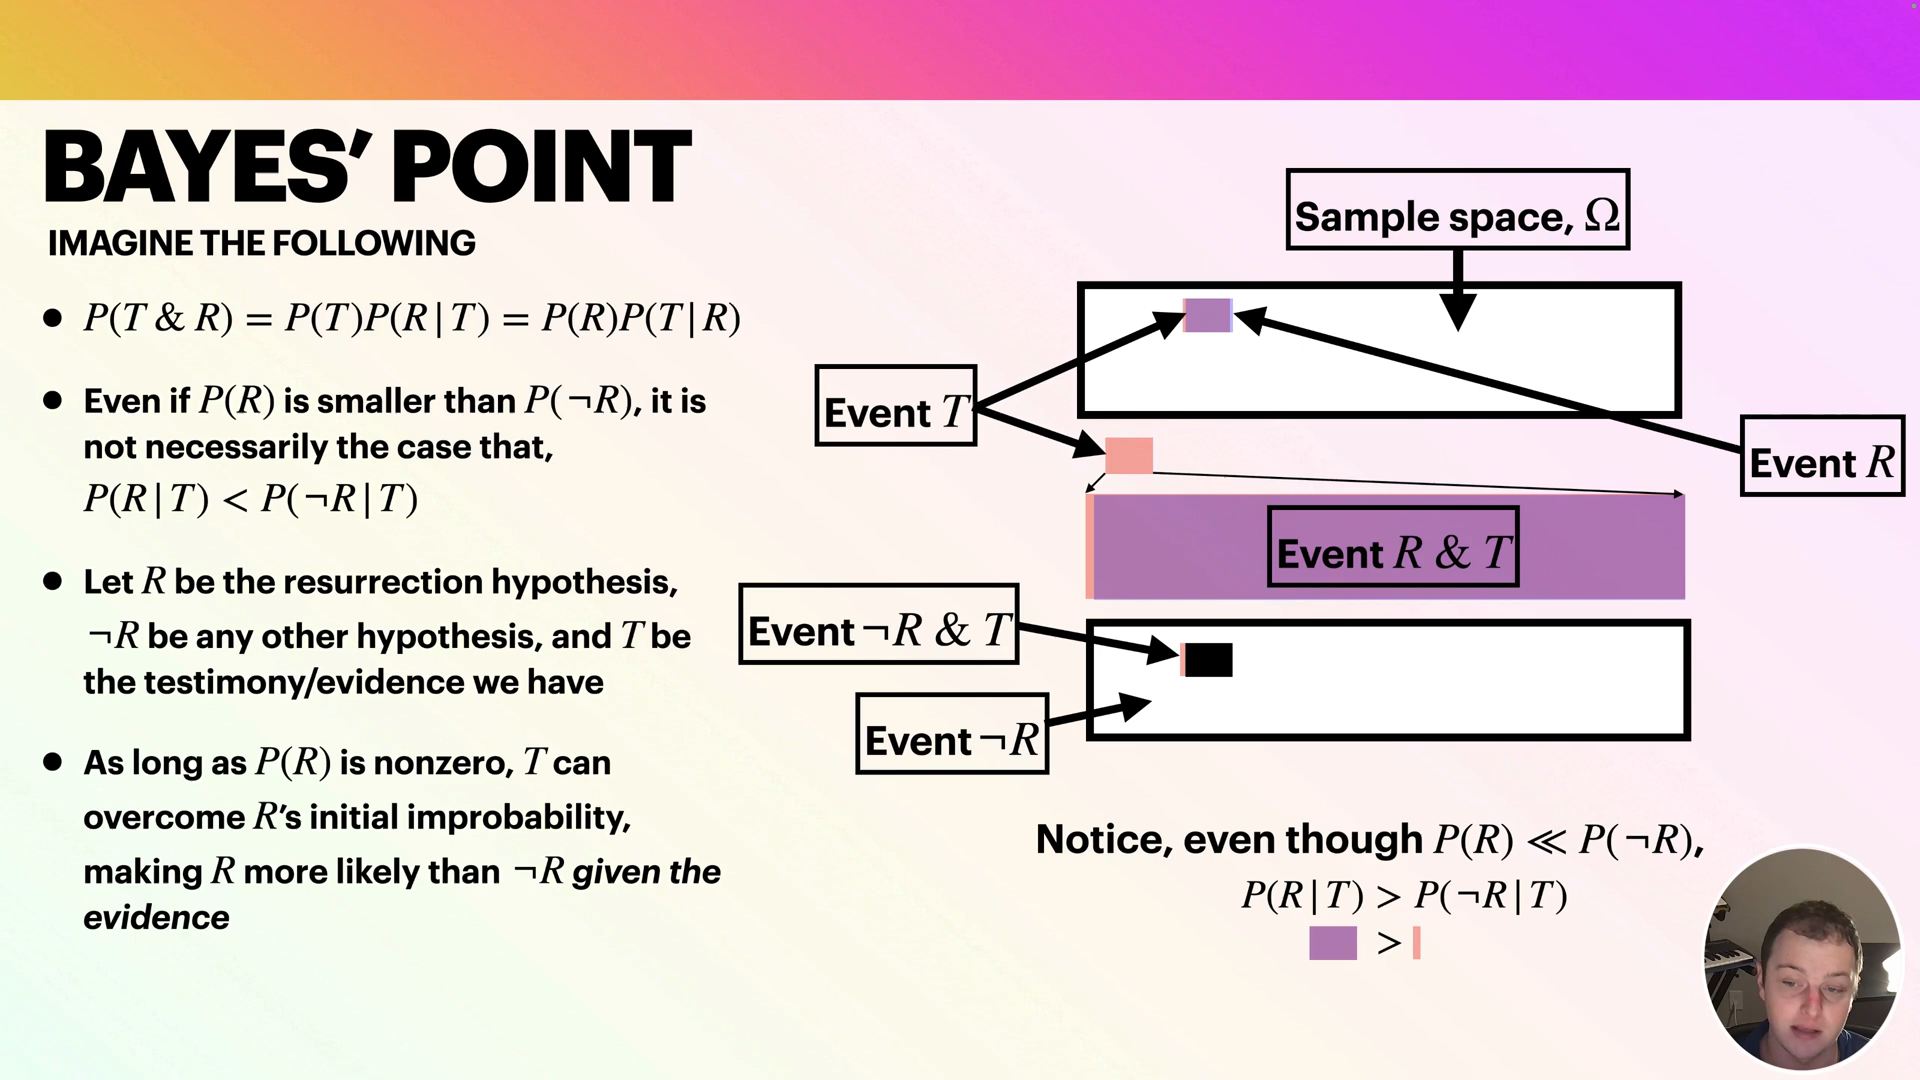 BAYES’ POINT
IMAGINE THE FOLLOWING
• P(T & R) = P(T)P(R|T) = P(R)P(T|R)
• Even if P(R) is smaller than P(¬R), it is
not necessarily the case that,
P(R|T) < P(¬R|T)
• Let R be the resurrection hypothesis,
¬R be any other hypothesis, and T be
the testimony/evidence we have
• As long as P(R) is nonzero, T can
overcome R’s initial improbability,
making R more likely than ¬R given the
evidence
Sample space, Ω
Event T
Event R
Event R & T
Event ¬R & T
Event ¬R
Notice, even though P(R) ≪ P(¬R),
P(R|T) > P(¬R|T)
>